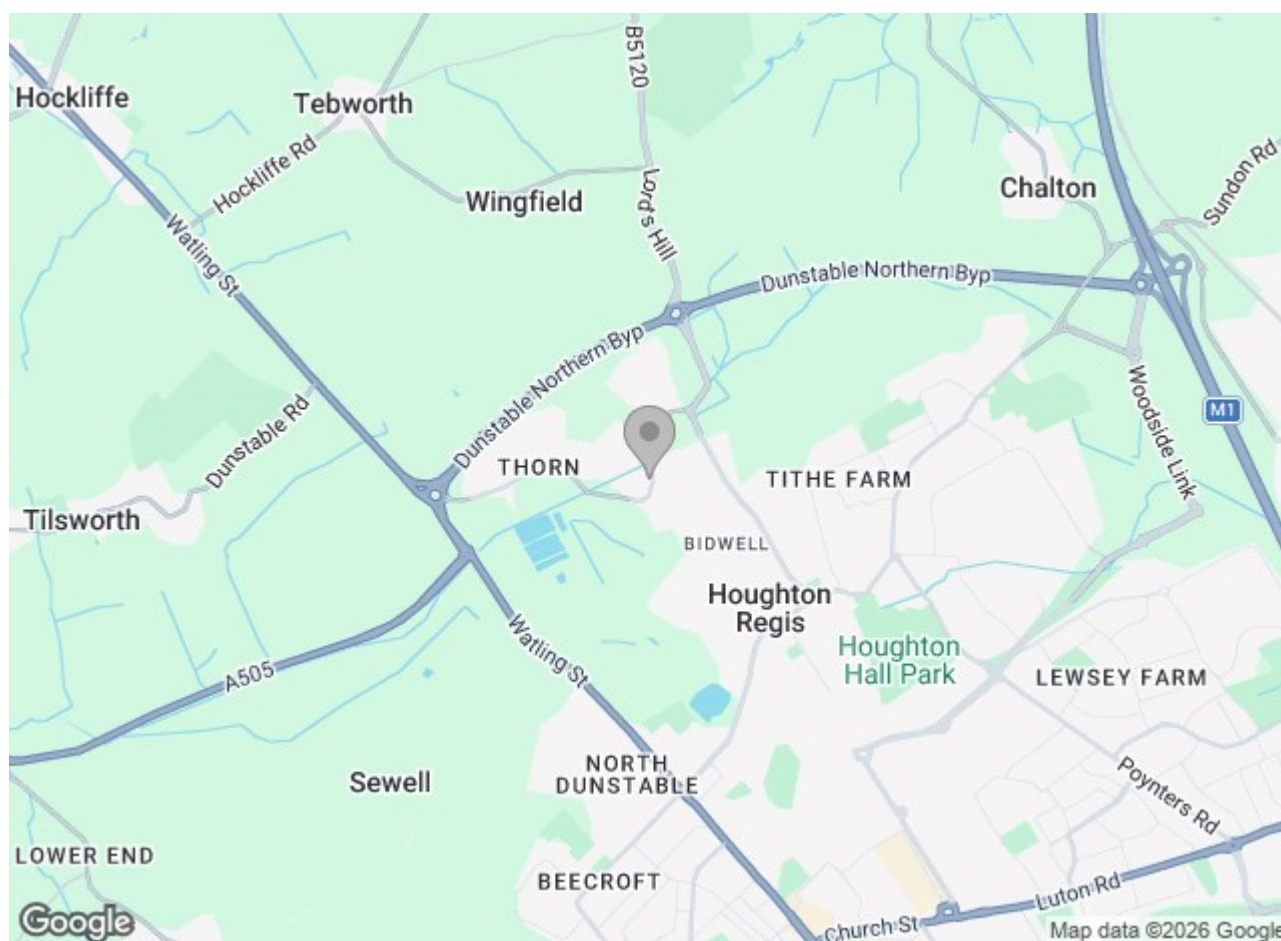 B5120
Hockliffe
Tebworth
Hockliffe Rd
Wingfield
Lord's Hill
Chalton
Sundon Rd
Watling St
Dunstable Northern Byp
Dunstable Northern Byp
Woodside Link
M1
Dunstable Rd
THORN
TITHE FARM
Tilsworth
BIDWELL
Houghton
Regis
Houghton
Hall Park
Watling St
A505
LEWSEY FARM
NORTH
DUNSTABLE
Sewell
Poynters Rd
LOWER END
BEECROFT
Luton Rd
Church St
Google
Map data ©2026 Google